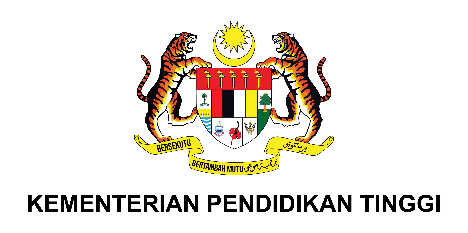 BERSEKUTU
BERTAMBAH MUTU
KEMENTERIAN PENDIDIKAN TINGGI